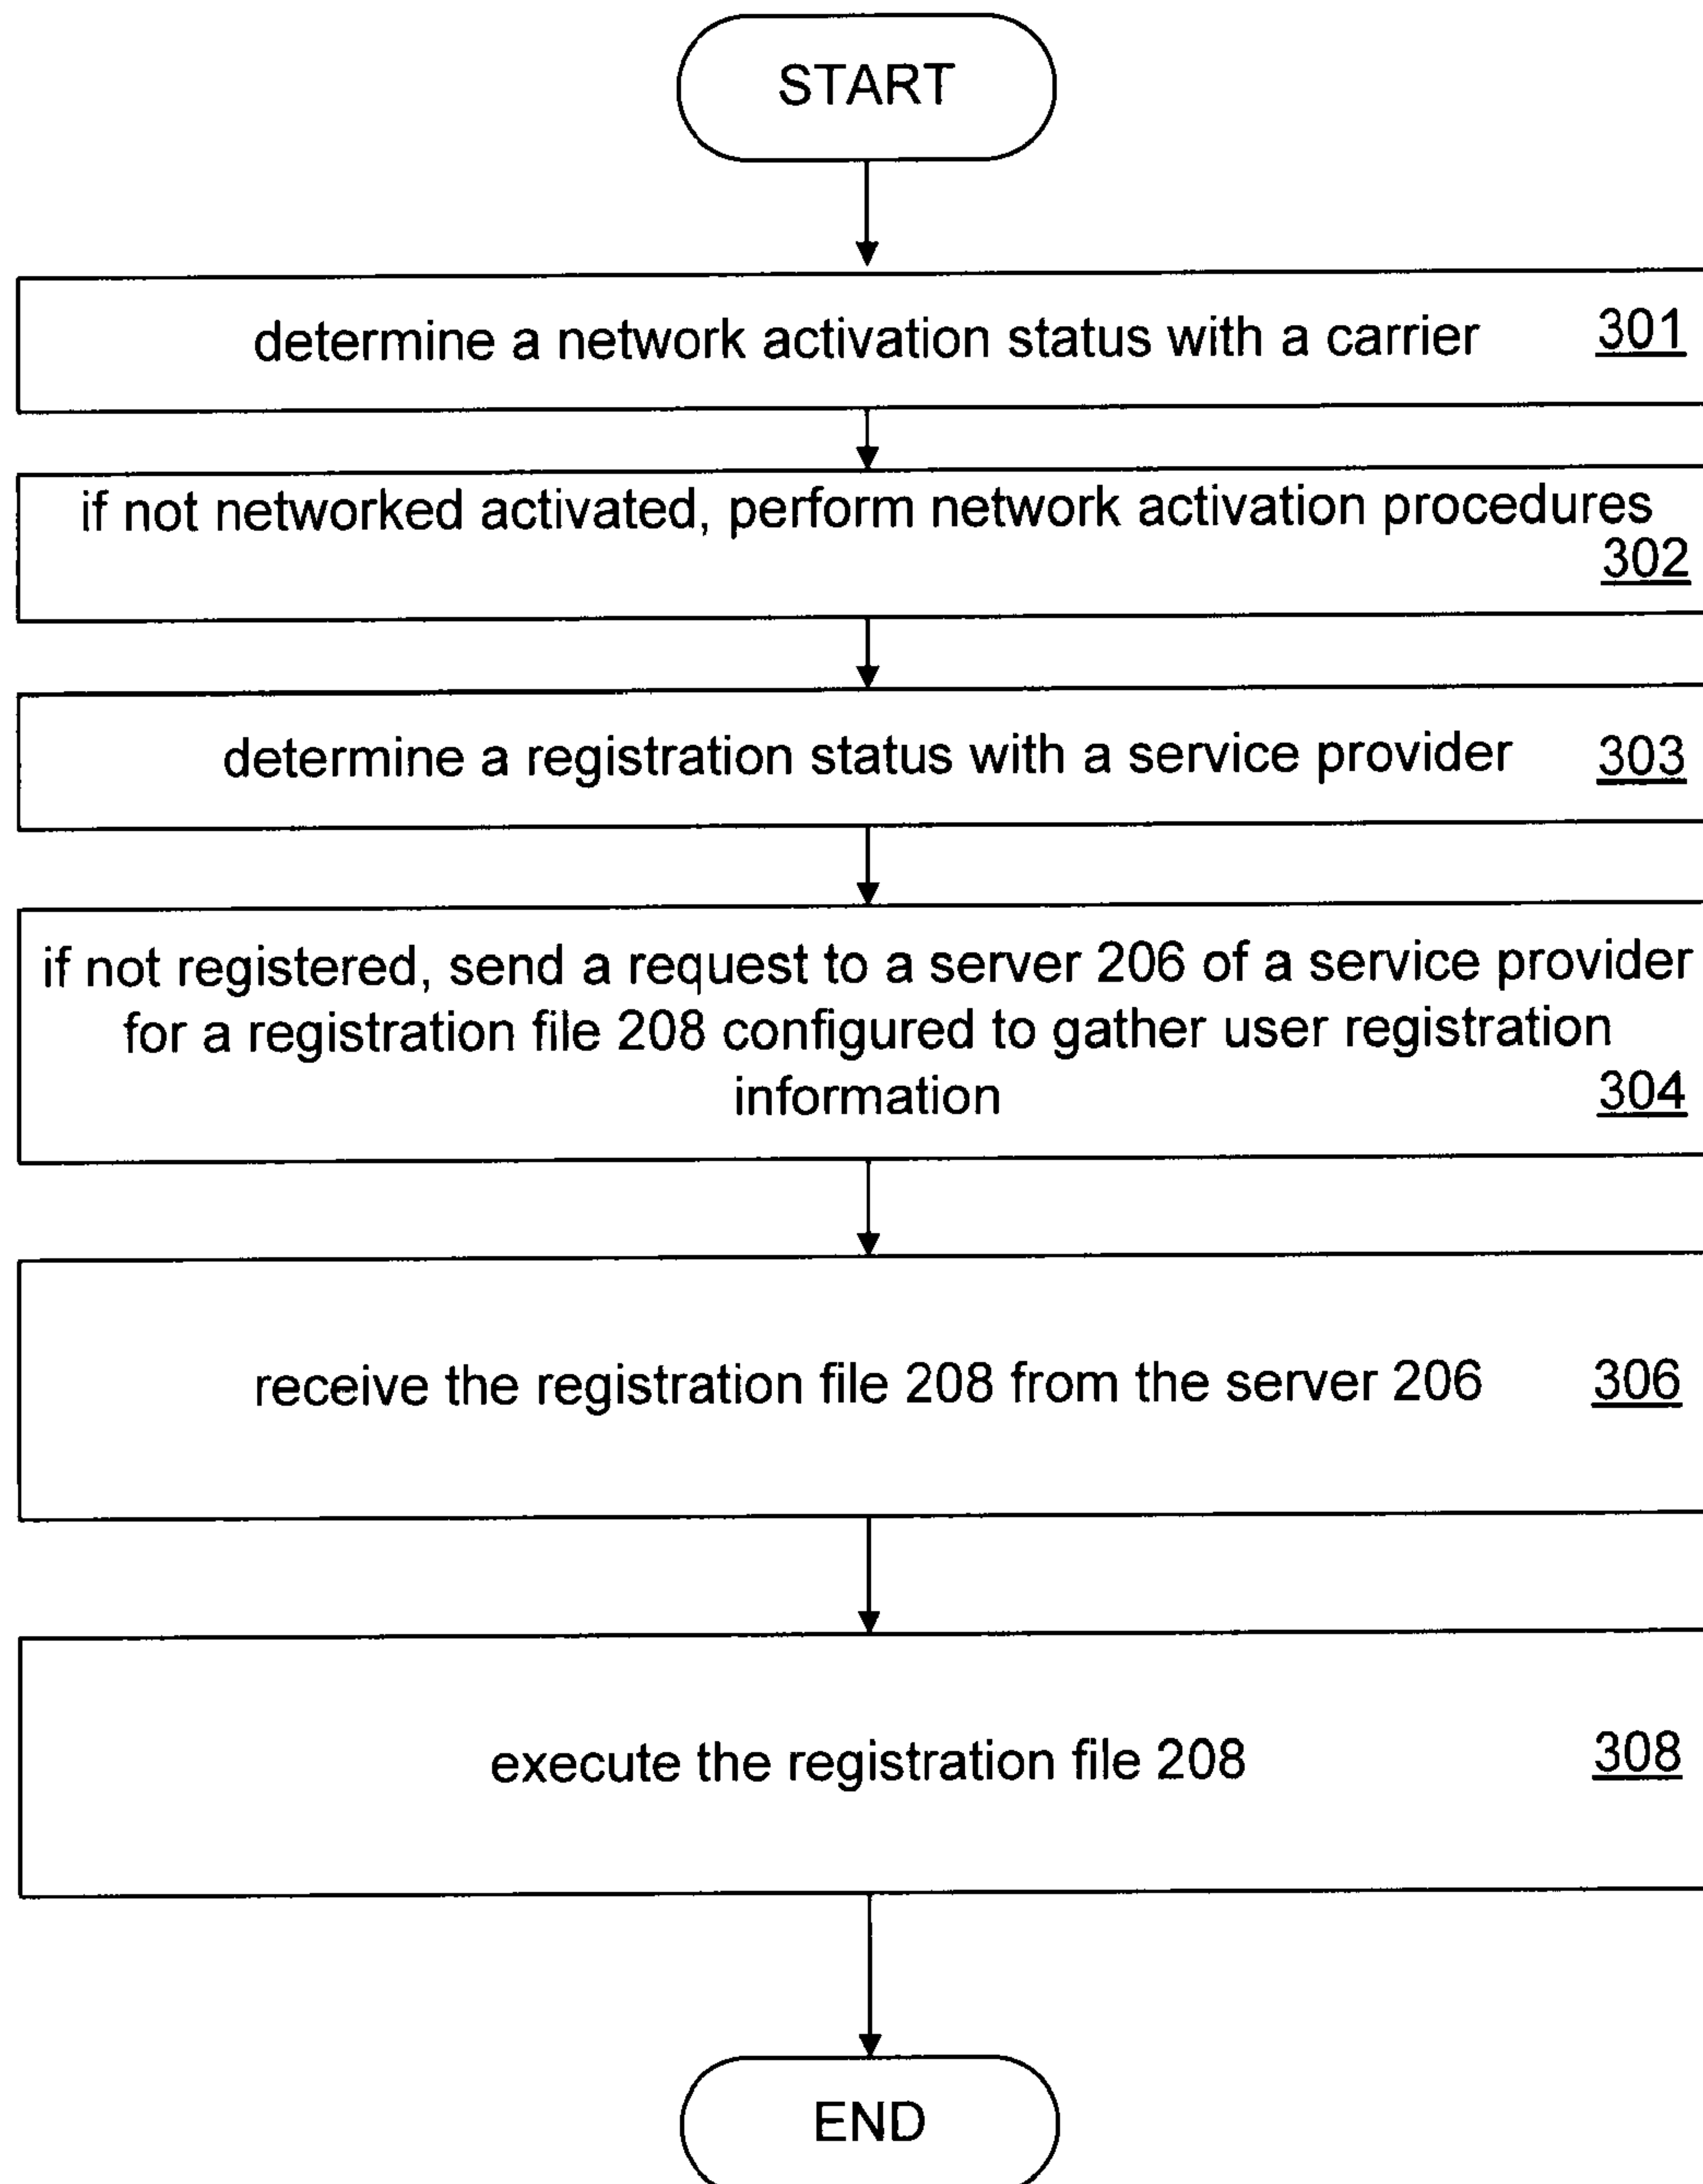 START
determine a network activation status with a carrier 301
if not networked activated, perform network activation procedures
302
determine a registration status with a service provider 303
if not registered, send a request to a server 206 of a service provider
for a registration file 208 configured to gather user registration
information 304
receive the registration file 208 from the server 206 306
execute the registration file 208 308
END